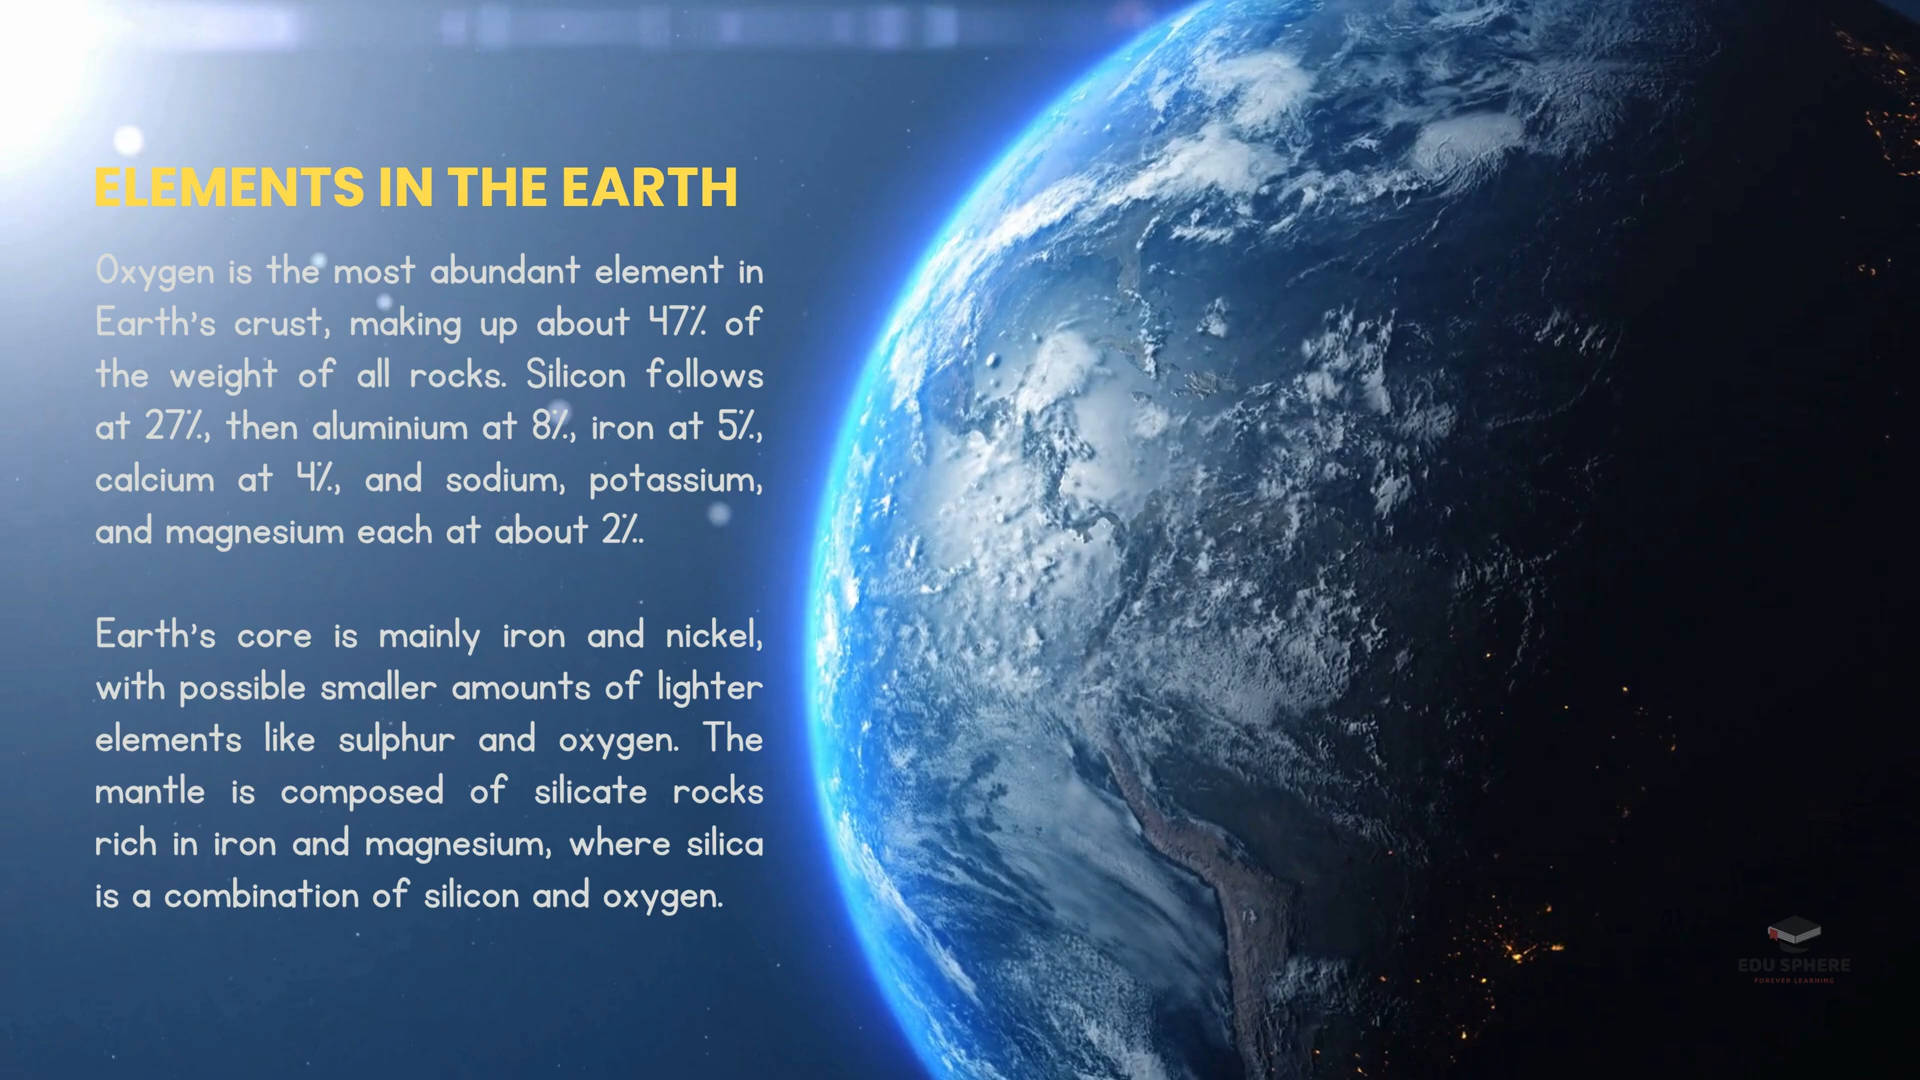 ELEMENTS IN THE EARTH
Oxygen is the most abundant element in
Earth's crust, making up about 47% of
the weight of all rocks. Silicon follows
at 27%, then aluminium at 8%, iron at 5%,
calcium at 4%, and sodium, potassium,
and magnesium each at about 2%.
Earth's core is mainly iron and nickel,
with possible smaller amounts of lighter
elements like sulphur and oxygen. The
mantle is composed of silicate rocks
rich in iron and magnesium, where silica
is a combination of silicon and oxygen.
EDU SPHERE
FOREVER LEARNING